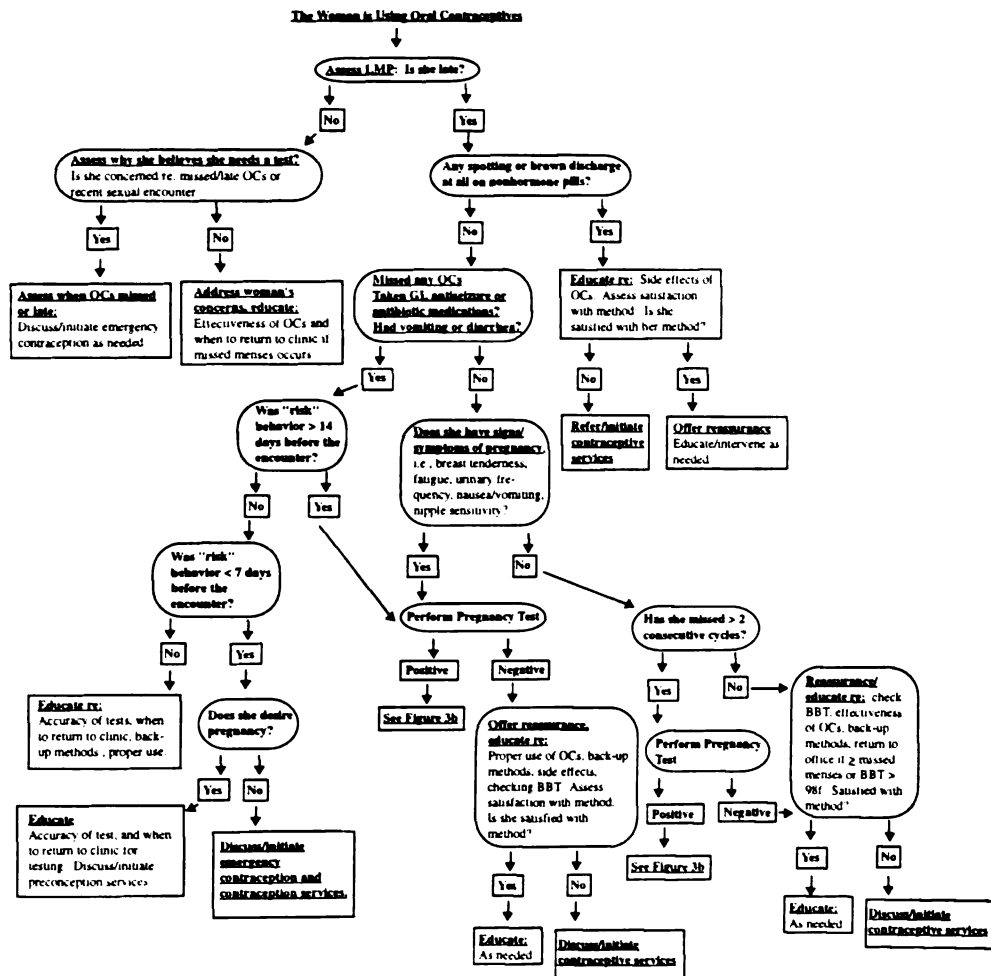 The Woman is Using Oral Contraceptives
Assess LMP: Is she late?
No
Yes
Assess why she believes she needs a test?
Is she concerned re. missed/late OCs or
recent sexual encounter
Any spotting or brown discharge
at all on nonhormone pills?
Yes
No
No
Yes
Assess when OCs missed
or late:
Discuss/initiate emergency
contraception as needed
Address woman's
concerns, educate:
Effectiveness of OCs and
when to return to clinic if
missed menses occurs
Missed any OCs
Taken GI, antiseizure or
antibiotic medications?
Had vomiting or diarrhea?
Educate re: Side effects of
OCs. Assess satisfaction
with method. Is she
satisfied with her method?
Yes
No
No
Yes
Was "risk"
behavior > 14
days before the
encounter?
Does she have signs/
symptoms of pregnancy,
i.e., breast tenderness,
fatigue, urinary fre-
quency, nausea/vomiting,
nipple sensitivity?
Refer/initiate
contraceptive
services
Offer reassurance
Educate/intervene as
needed
No
Yes
Yes
No
Was "risk"
behavior < 7 days
before the
encounter?
Perform Pregnancy Test
Has she missed > 2
consecutive cycles?
No
Yes
Positive
Negative
Yes
No
Educate re:
Accuracy of tests, when
to return to clinic, back-
up methods, proper use.
Does she desire
pregnancy?
See Figure 3b
Offer reassurance,
educate re:
Proper use of OCs, back-up
methods, side effects,
checking BBT. Assess
satisfaction with method.
Is she satisfied with
method?
Perform Pregnancy
Test
Reassurance/
educate re: check
BBT, effectiveness
of OCs, back-up
methods, return to
office if ≥ missed
menses or BBT >
98f. Satisfied with
method?
Yes
No
Positive
Negative
Educate
Accuracy of test, and when
to return to clinic for
testing. Discuss/initiate
preconception services
Discuss/initiate
emergency
contraception and
contraception services.
See Figure 3b
Yes
No
Yes
No
Educate:
As needed
Discuss/initiate
contraceptive services
Educate:
As needed
Discuss/initiate
contraceptive services